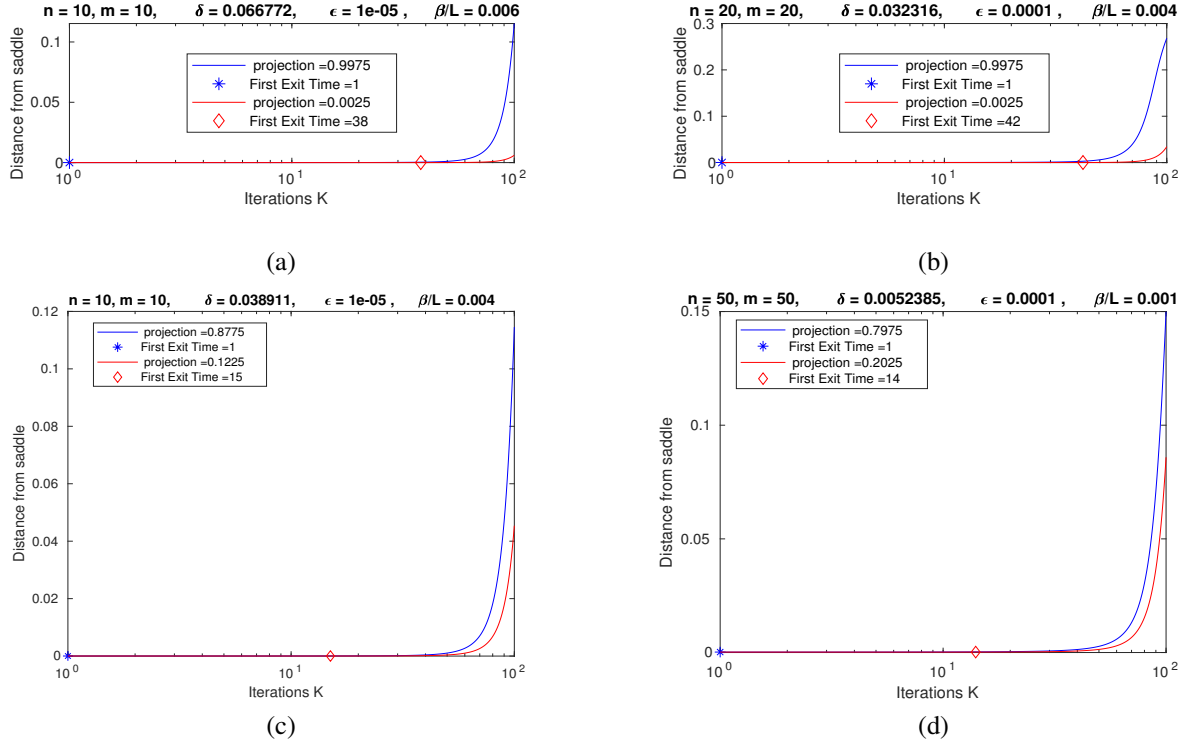 n = 10, m = 10, δ = 0.066772, ϵ = 1e-05 , β/L = 0.006
0.1
0.05
0
Distance from saddle
projection =0.9975
First Exit Time =1
projection =0.0025
First Exit Time =38
10^0
10^1
10^2
Iterations K
(a)
n = 20, m = 20, δ = 0.032316, ϵ = 0.0001 , β/L = 0.004
0.3
0.2
0.1
0
Distance from saddle
projection =0.9975
First Exit Time =1
projection =0.0025
First Exit Time =42
10^0
10^1
10^2
Iterations K
(b)
n = 10, m = 10, δ = 0.038911, ϵ = 1e-05 , β/L = 0.004
0.12
0.1
0.08
0.06
0.04
0.02
0
Distance from saddle
projection =0.8775
First Exit Time =1
projection =0.1225
First Exit Time =15
10^0
10^1
10^2
Iterations K
(c)
n = 50, m = 50, δ = 0.0052385, ϵ = 0.0001 , β/L = 0.001
0.15
0.1
0.05
0
Distance from saddle
projection =0.7975
First Exit Time =1
projection =0.2025
First Exit Time =14
10^0
10^1
10^2
Iterations K
(d)